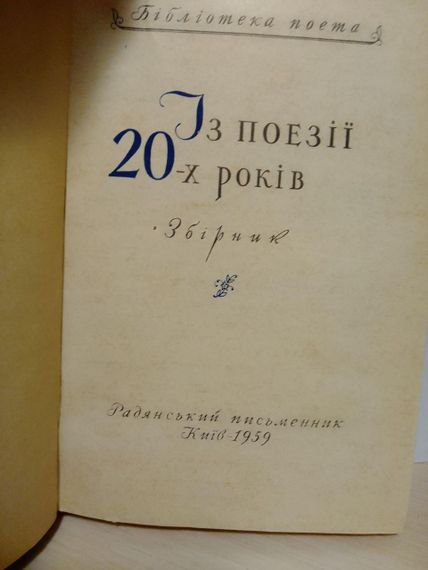 Бібліотека поета
Із поезії
20-х років
Збірник
Радянський письменник
Київ-1959